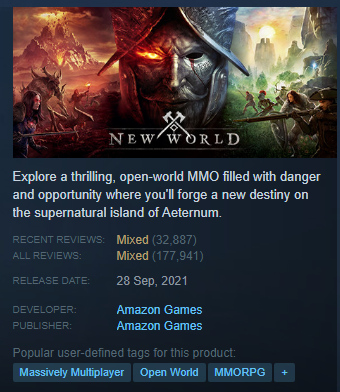 NEW WORLD
Explore a thrilling, open-world MMO filled with danger
and opportunity where you'll forge a new destiny on
the supernatural island of Aeternum.
RECENT REVIEWS: Mixed (32,887)
ALL REVIEWS: Mixed (177,941)
RELEASE DATE: 28 Sep, 2021
DEVELOPER: Amazon Games
PUBLISHER: Amazon Games
Popular user-defined tags for this product:
Massively Multiplayer Open World MMORPG +